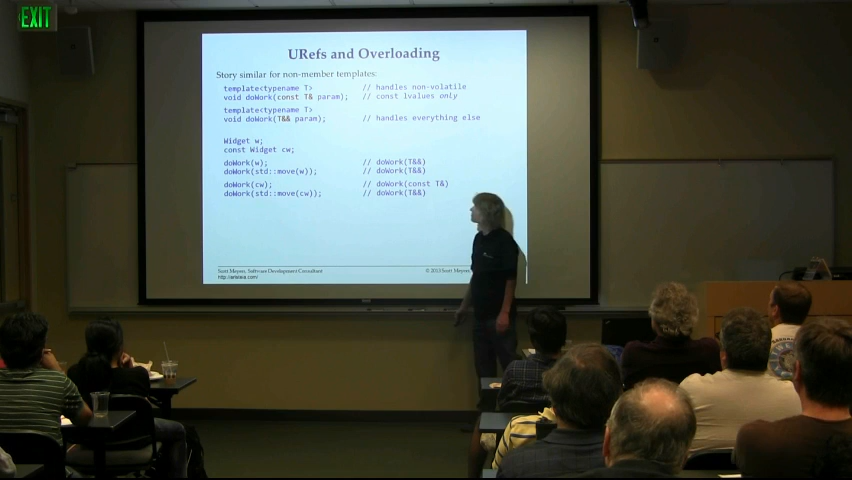 EXIT
URefs and Overloading
Story similar for non-member templates:
template<typename T> // handles non-volatile
void doWork(const T& param); // const lvalues only
template<typename T>
void doWork(T&& param); // handles everything else
Widget w;
const Widget cw;
doWork(w); // doWork(T&&)
doWork(std::move(w)); // doWork(T&&)
doWork(cw); // doWork(const T&)
doWork(std::move(cw)); // doWork(T&&)
Scott Meyers, Software Development Consultant © 2013 Scott Meyers
http://aristeia.com/